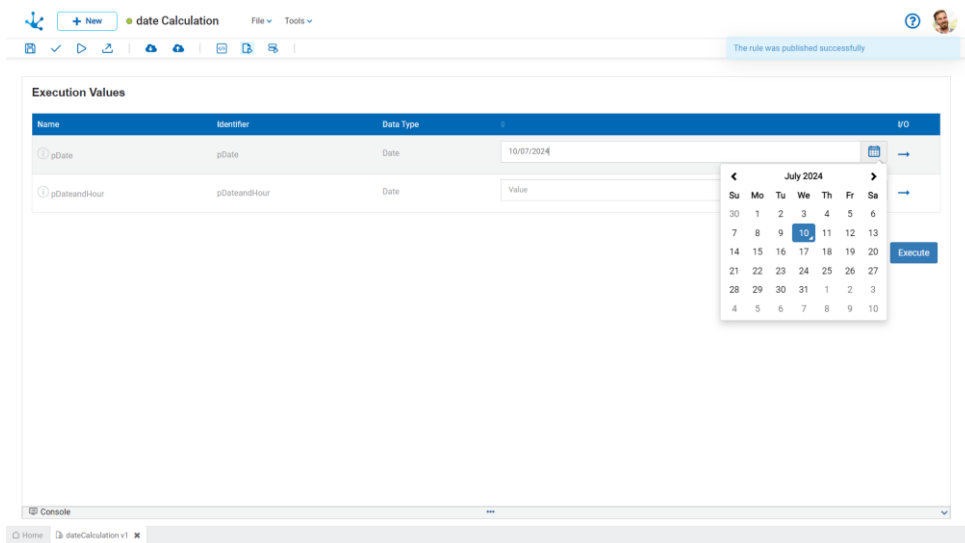 New
date Calculation
File
Tools
The rule was published successfully
Execution Values
Name Identifier Data Type I/O
pDate pDate Date 10/07/2024
pDateandHour pDateandHour Date Value
July 2024
Su Mo Tu We Th Fr Sa
30 1 2 3 4 5 6
7 8 9 10 11 12 13
14 15 16 17 18 19 20
21 22 23 24 25 26 27
28 29 30 31 1 2 3
4 5 6 7 8 9 10
Execute
Console
Home dateCalculation v1